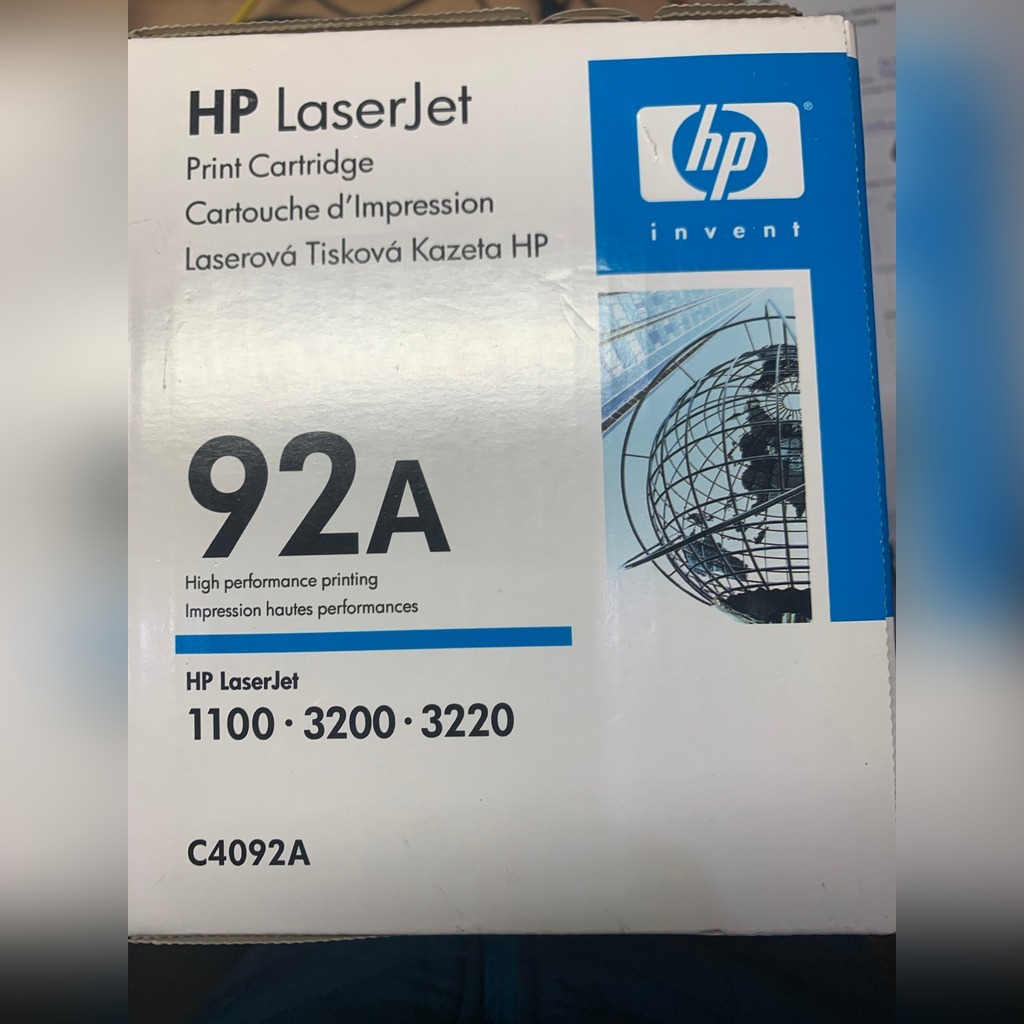 HP LaserJet
Print Cartridge
Cartouche d'Impression
Laserová Tisková Kazeta HP
hp®
invent
92A
High performance printing
Impression hautes performances
HP LaserJet
1100 · 3200 · 3220
C4092A